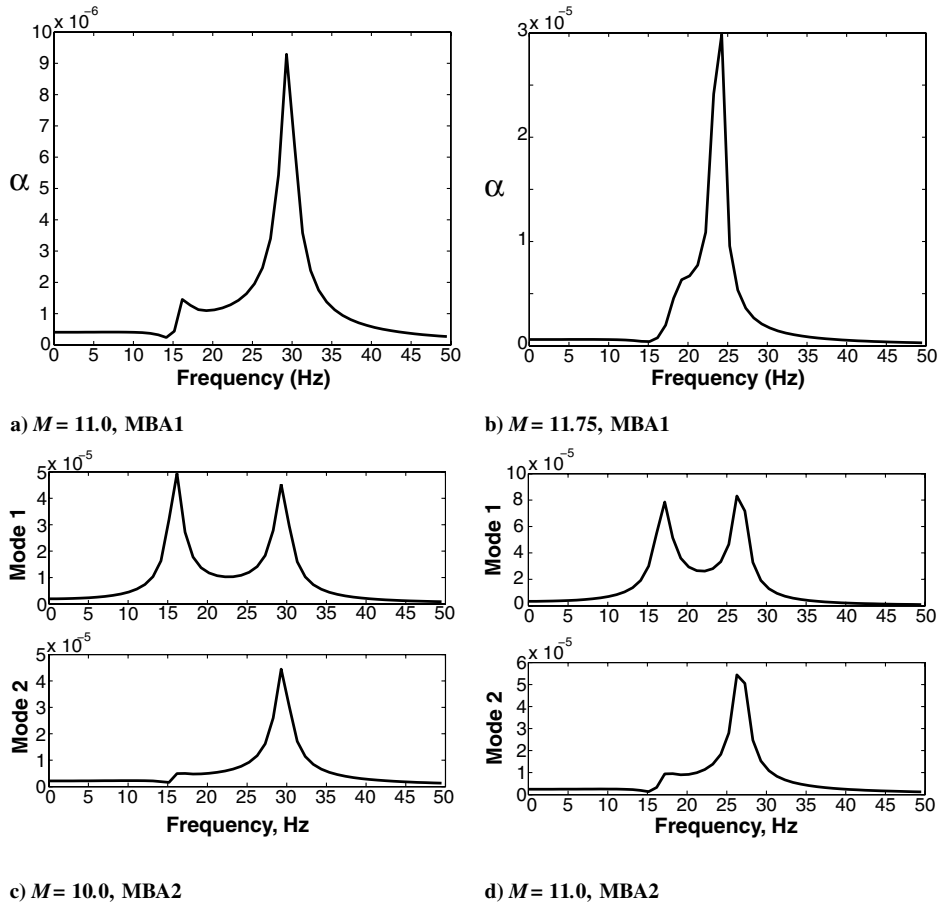 x 10⁻⁶
10
9
8
7
6
5
4
3
2
1
0
α
0 5 10 15 20 25 30 35 40 45 50
Frequency (Hz)
a) M = 11.0, MBA1
x 10⁻⁵
3
2
1
0
α
0 5 10 15 20 25 30 35 40 45 50
Frequency (Hz)
b) M = 11.75, MBA1
x 10⁻⁵
5
4
3
2
1
0
Mode 1
0 5 10 15 20 25 30 35 40 45 50
x 10⁻⁵
5
4
3
2
1
0
Mode 2
0 5 10 15 20 25 30 35 40 45 50
Frequency, Hz
c) M = 10.0, MBA2
x 10⁻⁵
10
8
6
4
2
0
Mode 1
0 5 10 15 20 25 30 35 40 45 50
x 10⁻⁵
6
5
4
3
2
1
0
Mode 2
0 5 10 15 20 25 30 35 40 45 50
Frequency, Hz
d) M = 11.0, MBA2